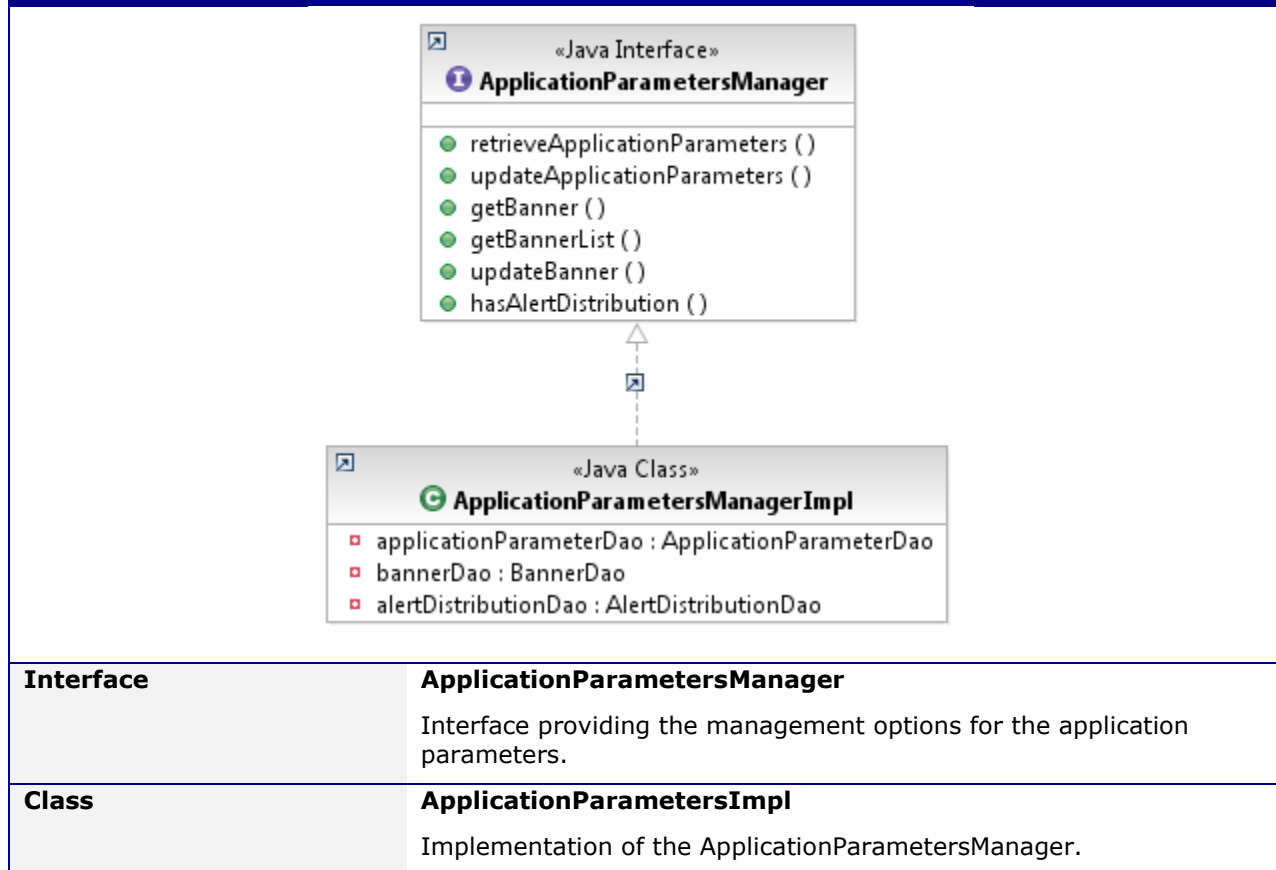 «Java Interface»
I ApplicationParametersManager
retrieveApplicationParameters ( )
updateApplicationParameters ( )
getBanner ( )
getBannerList ( )
updateBanner ( )
hasAlertDistribution ( )
«Java Class»
C ApplicationParametersManagerImpl
applicationParameterDao : ApplicationParameterDao
bannerDao : BannerDao
alertDistributionDao : AlertDistributionDao
Interface
ApplicationParametersManager
Interface providing the management options for the application
parameters.
Class
ApplicationParametersImpl
Implementation of the ApplicationParametersManager.